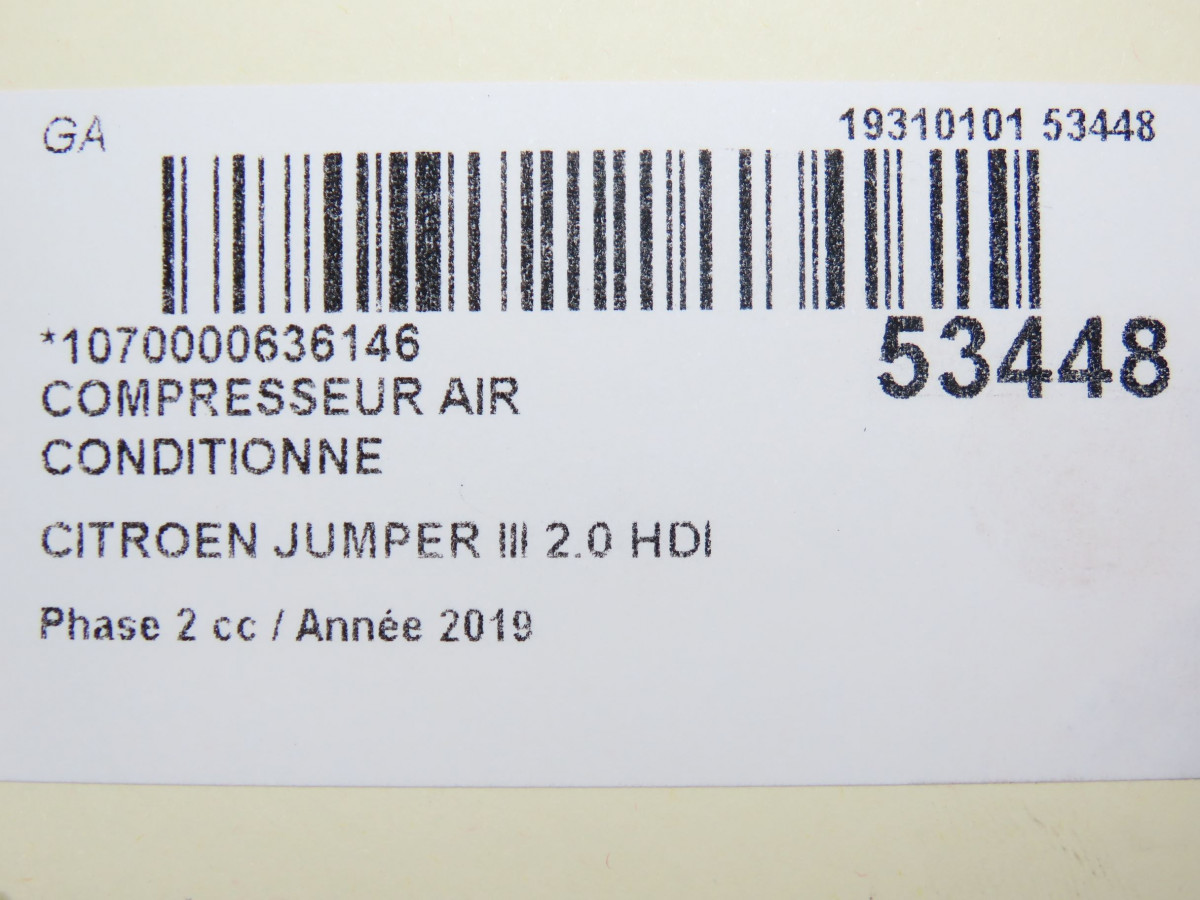 GA
19310101 53448
*1070000636146
53448
COMPRESSEUR AIR
CONDITIONNE
CITROEN JUMPER III 2.0 HDI
Phase 2 cc / Année 2019